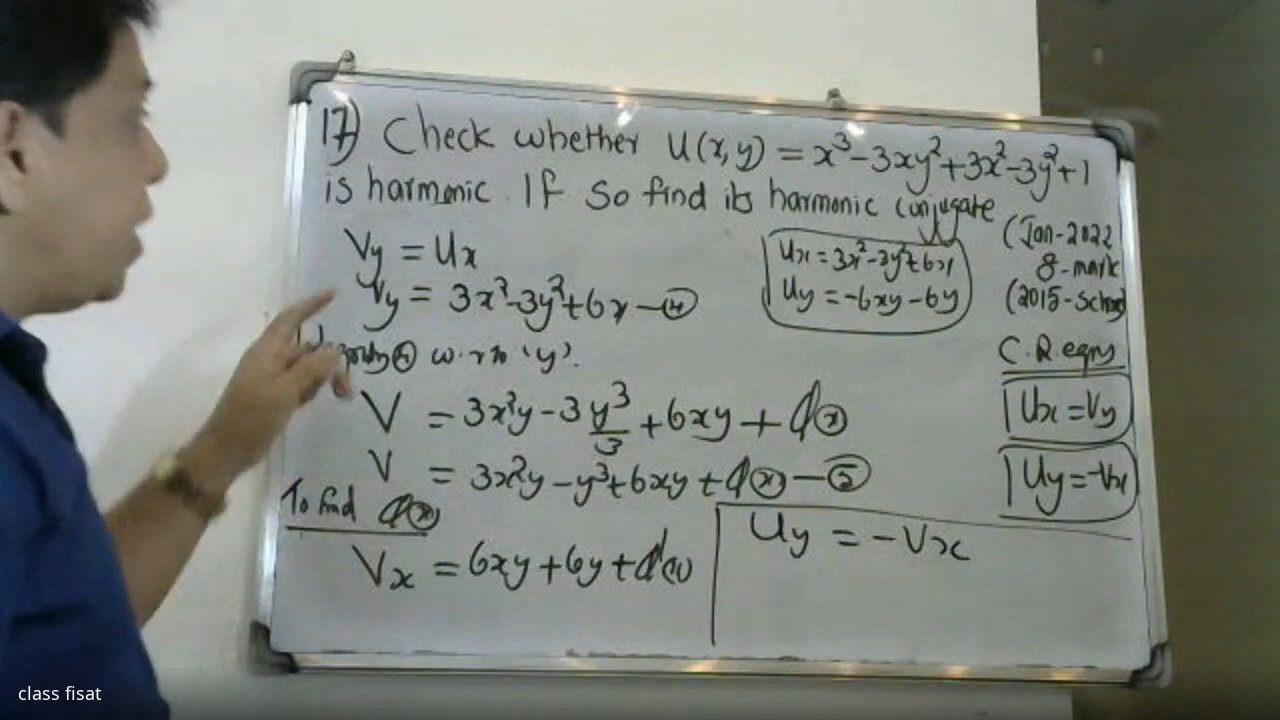 17) Check whether u(x,y) = x³-3xy²+3x²-3y²+1
is harmonic. If So find its harmonic Conjugate
(Jan-2022
8-mark
(2015-Scheme)
Vy = Ux
Ux = 3x²-3y²+6x
Vy = 3x²-3y²+6x — ④
Uy = -6xy-6y
④ w.r.to 'y'.
C.R eqns
V = 3x²y - 3 y³/3 + 6xy + ϕ(x)
Ux = Vy
V = 3x²y - y³ + 6xy + ϕ(x) — ⑤
Uy = -Vx
To find ϕ(x)
Vx = 6xy + 6y + ϕ'(x)
Uy = -Vx
class fisat